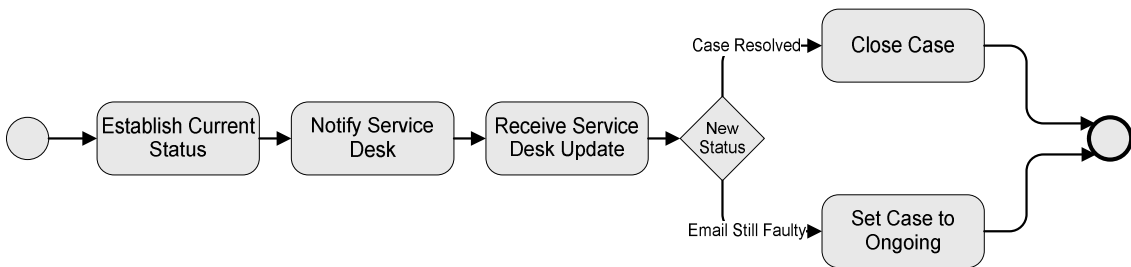 Establish Current
Status
Notify Service
Desk
Receive Service
Desk Update
New
Status
Case Resolved
Close Case
Email Still Faulty
Set Case to
Ongoing